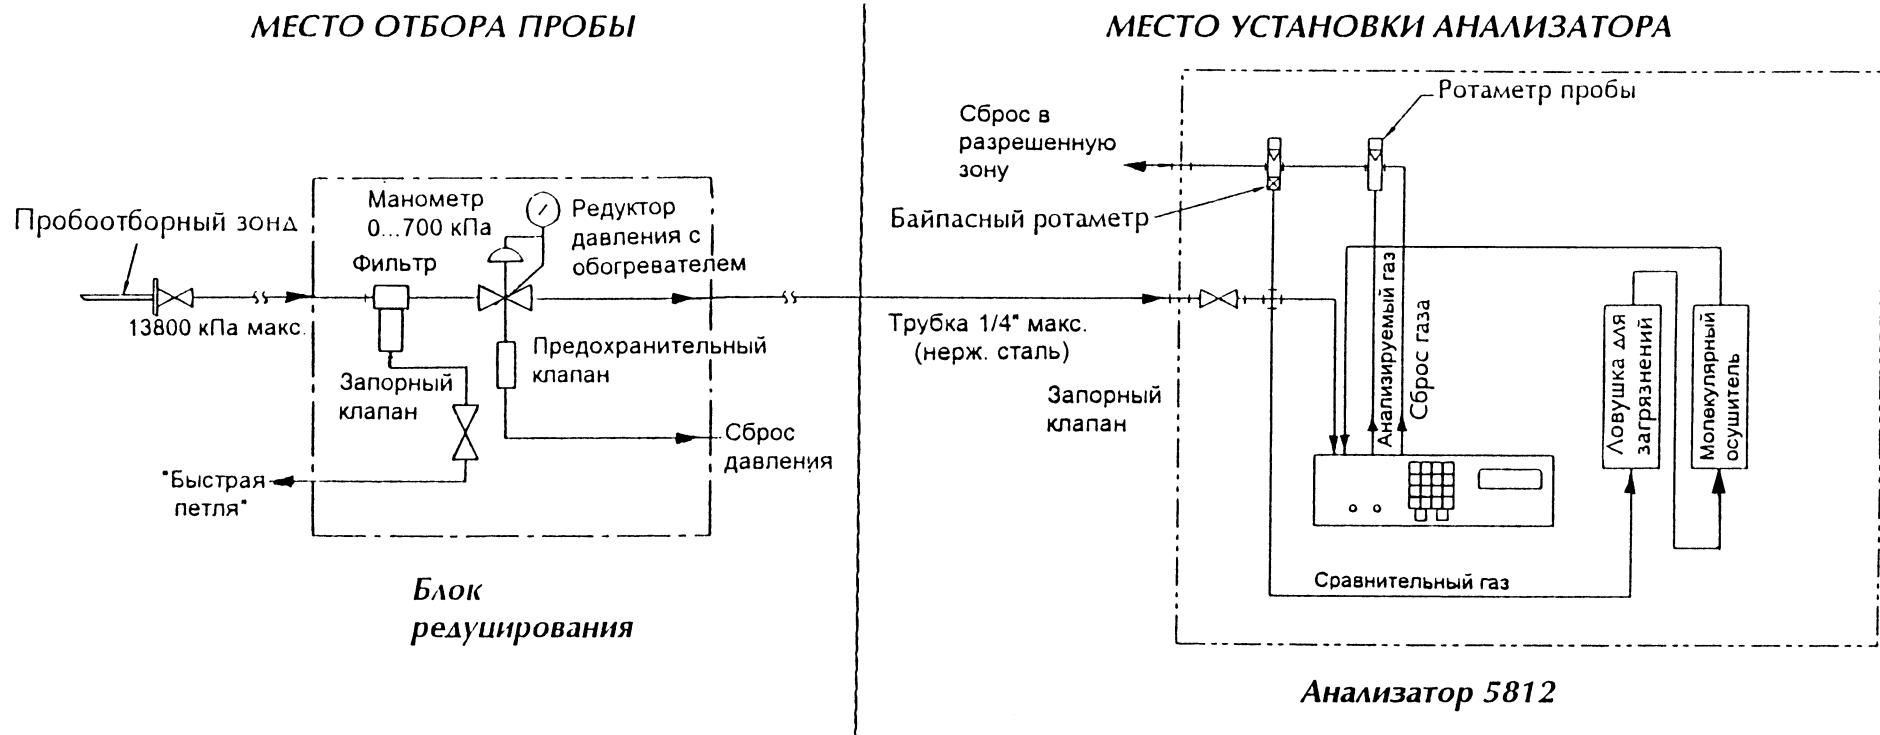 МЕСТО ОТБОРА ПРОБЫ
МЕСТО УСТАНОВКИ АНАЛИЗАТОРА
Пробоотборный зонд
13800 кПа макс.
Манометр
0...700 кПа
Фильтр
Редуктор
давления с
обогревателем
Предохранительный
клапан
Запорный
клапан
Сброс
давления
"Быстрая
петля"
Блок
редуцирования
Сброс в
разрешенную
зону
Ротаметр пробы
Байпасный ротаметр
Трубка 1/4" макс.
(нерж. сталь)
Запорный
клапан
Анализируемый газ
Сброс газа
Ловушка для
загрязнений
Молекулярный
осушитель
Сравнительный газ
Анализатор 5812